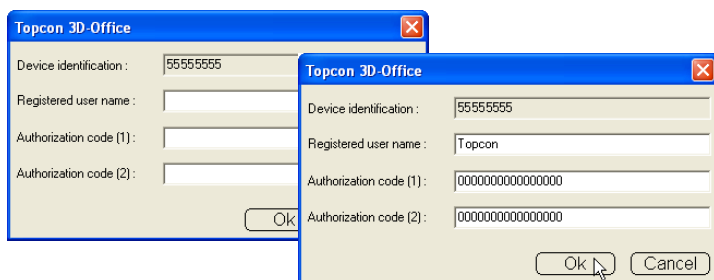 Topcon 3D-Office
Device identification : 55555555
Registered user name :
Authorization code (1) :
Authorization code (2) :
Ok
Topcon 3D-Office
Device identification : 55555555
Registered user name : Topcon
Authorization code (1) : 0000000000000000
Authorization code (2) : 0000000000000000
Ok Cancel